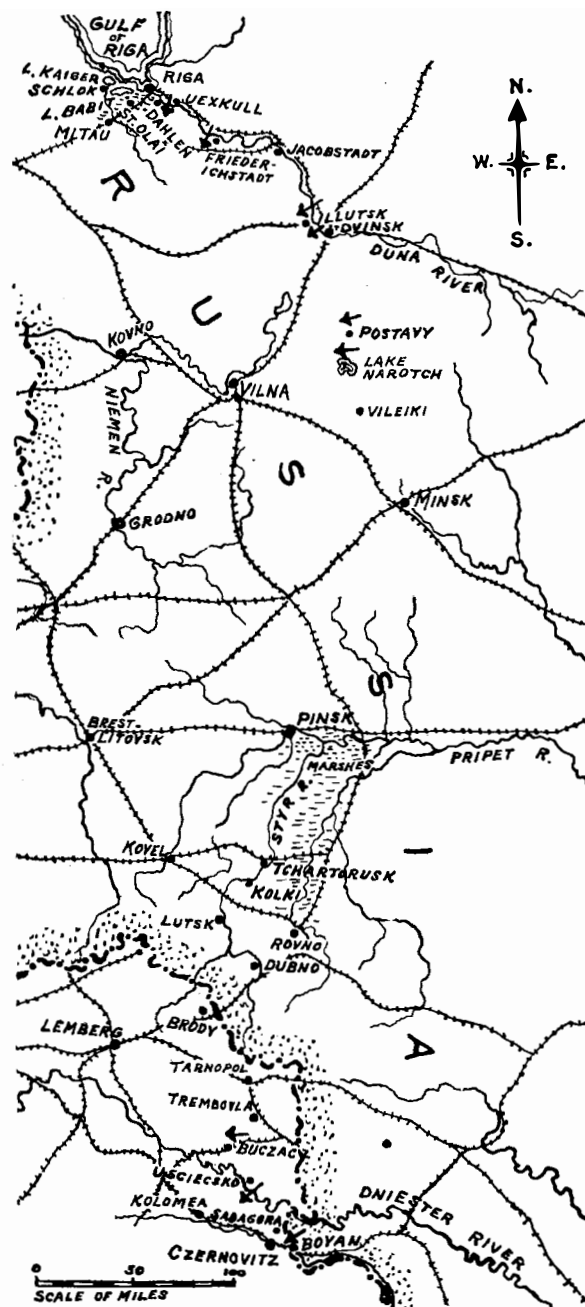 GULF
OF
RIGA
L. KAIGER
SCHLOK
L. BABI
MITAU
RIGA
UEXKULL
DAHLEN
ST. OLAI
FRIEDER-
ICHSTADT
JACOBSTADT
LLUTSK
DVINSK
DUNA RIVER
N.
W. E.
S.
R
U
S
S
I
A
POSTAVY
LAKE
NAROTCH
VILEIKI
KOVNO
NIEMEN R.
VILNA
GRODNO
MINSK
BREST-
LITOVSK
PINSK
MARSHES
PRIPET R.
STYR R.
KOVEL
TCHARTORUSK
KOLKI
LUTSK
ROVNO
DUBNO
BRODY
LEMBERG
TARNOPOL
TREMBOVLA
BUCZACZ
USCIECSKO
KOLOMEA
SADAGORA
BOYAN
CZERNOVITZ
DNIESTER
RIVER
0 50 100
SCALE OF MILES